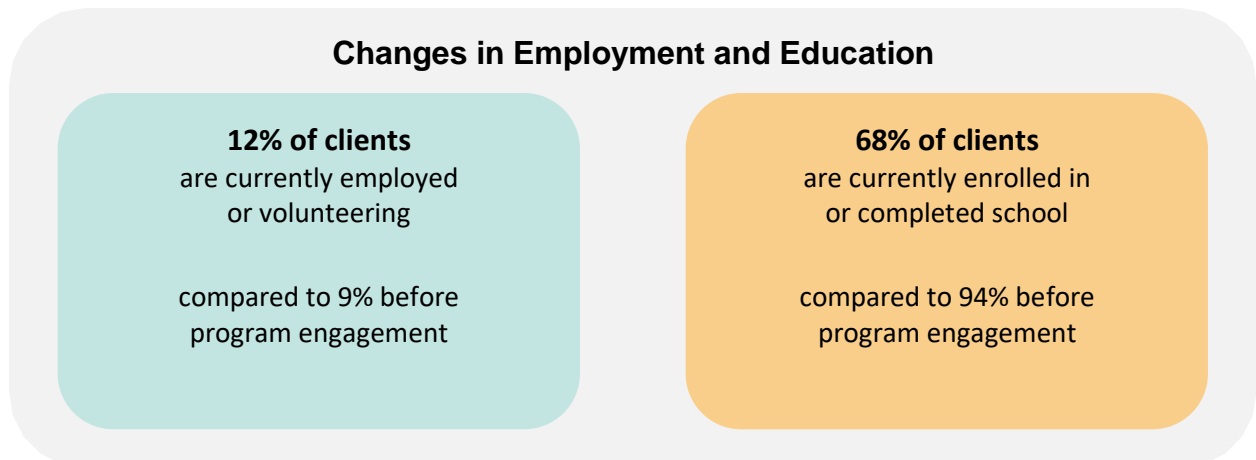 Changes in Employment and Education
12% of clients
are currently employed
or volunteering
compared to 9% before
program engagement
68% of clients
are currently enrolled in
or completed school
compared to 94% before
program engagement